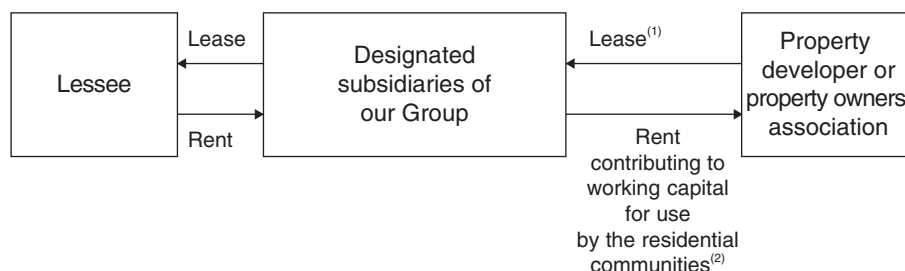 Lessee
Lease
Rent
Designated
subsidiaries of
our Group
Lease(1)
Rent
contributing to
working capital
for use
by the residential
communities(2)
Property
developer or
property owners
association